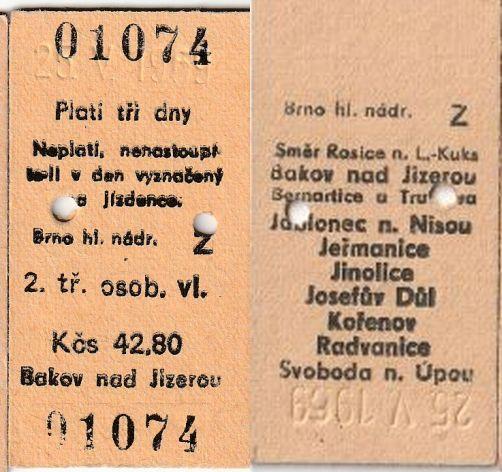 01074
Platí tři dny
Neplatí, nenastoupí-
te-li v den vyznačený
jízdence.
Brno hl. nádr. Z
2. tř. osob. vl.
Kčs 42,80
Bakov nad Jizerou
01074
Brno hl. nádr. Z
Směr Rosice n. L.-Kuks
Bakov nad Jizerou
Bernartice u
Jablonec n. Nisou
Jeřmanice
Jinolice
Josefův Důl
Kořenov
Radvanice
Svoboda n. Úpou
25 V 1969